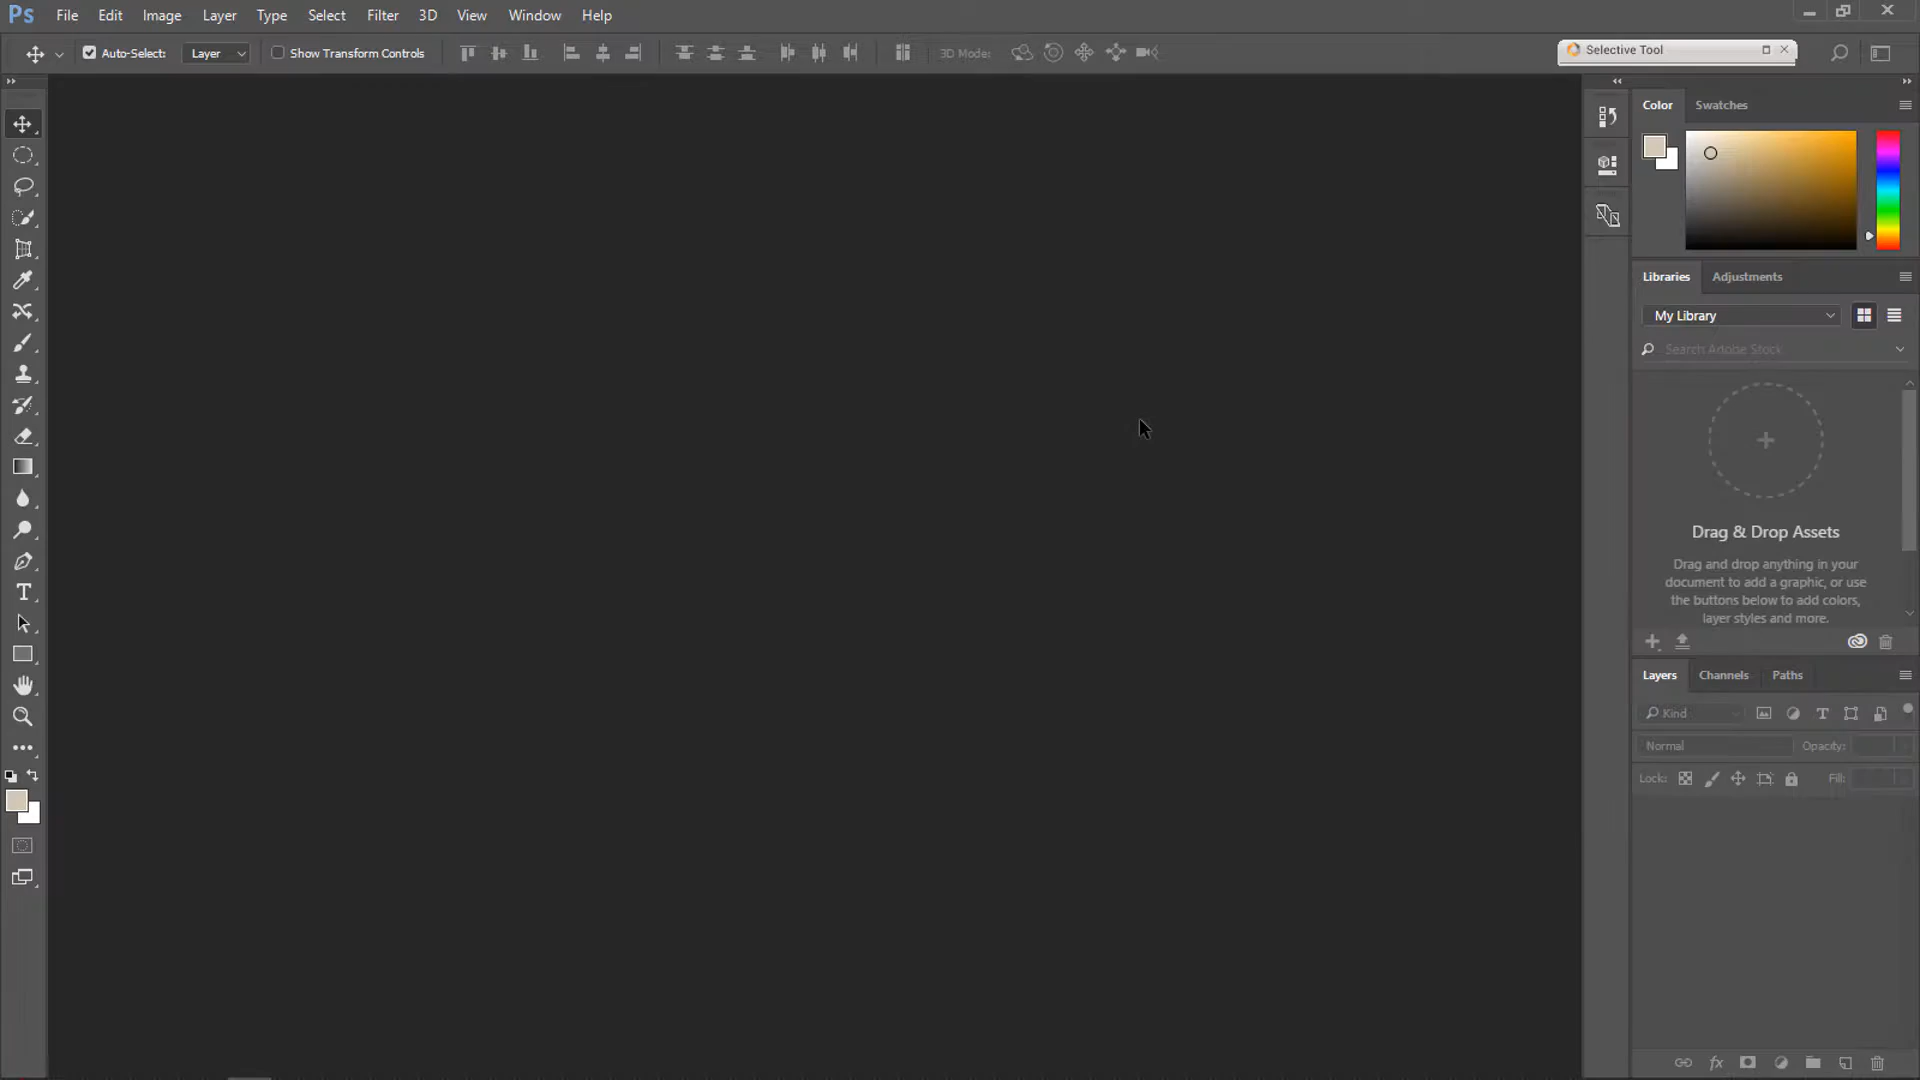 Ps File Edit Image Layer Type Select Filter 3D View Window Help
Auto-Select: Layer Show Transform Controls 3D Mode: Selective Tool
Color Swatches
Libraries Adjustments
My Library
Search Adobe Stock
Drag & Drop Assets
Drag and drop anything in your
document to add a graphic, or use
the buttons below to add colors,
layer styles and more.
Layers Channels Paths
Kind
Normal Opacity:
Lock: Fill: